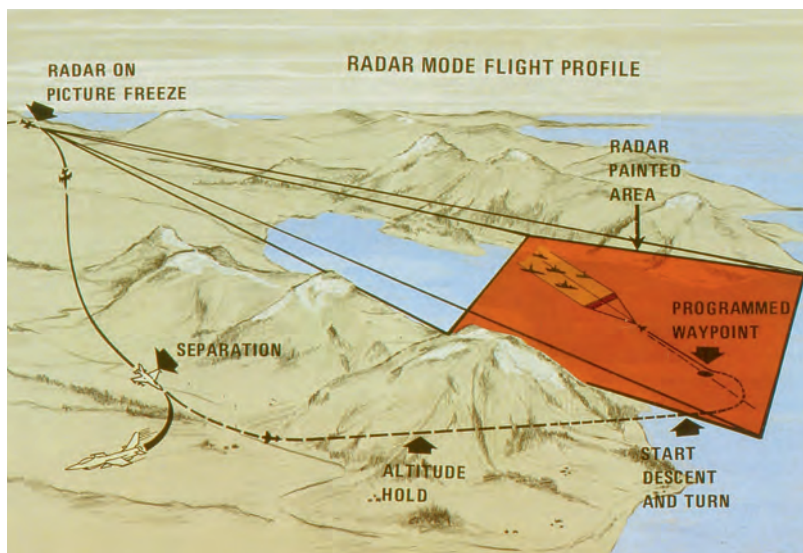 RADAR MODE FLIGHT PROFILE
RADAR ON
PICTURE FREEZE
RADAR
PAINTED
AREA
PROGRAMMED
WAYPOINT
SEPARATION
ALTITUDE
HOLD
START
DESCENT
AND TURN